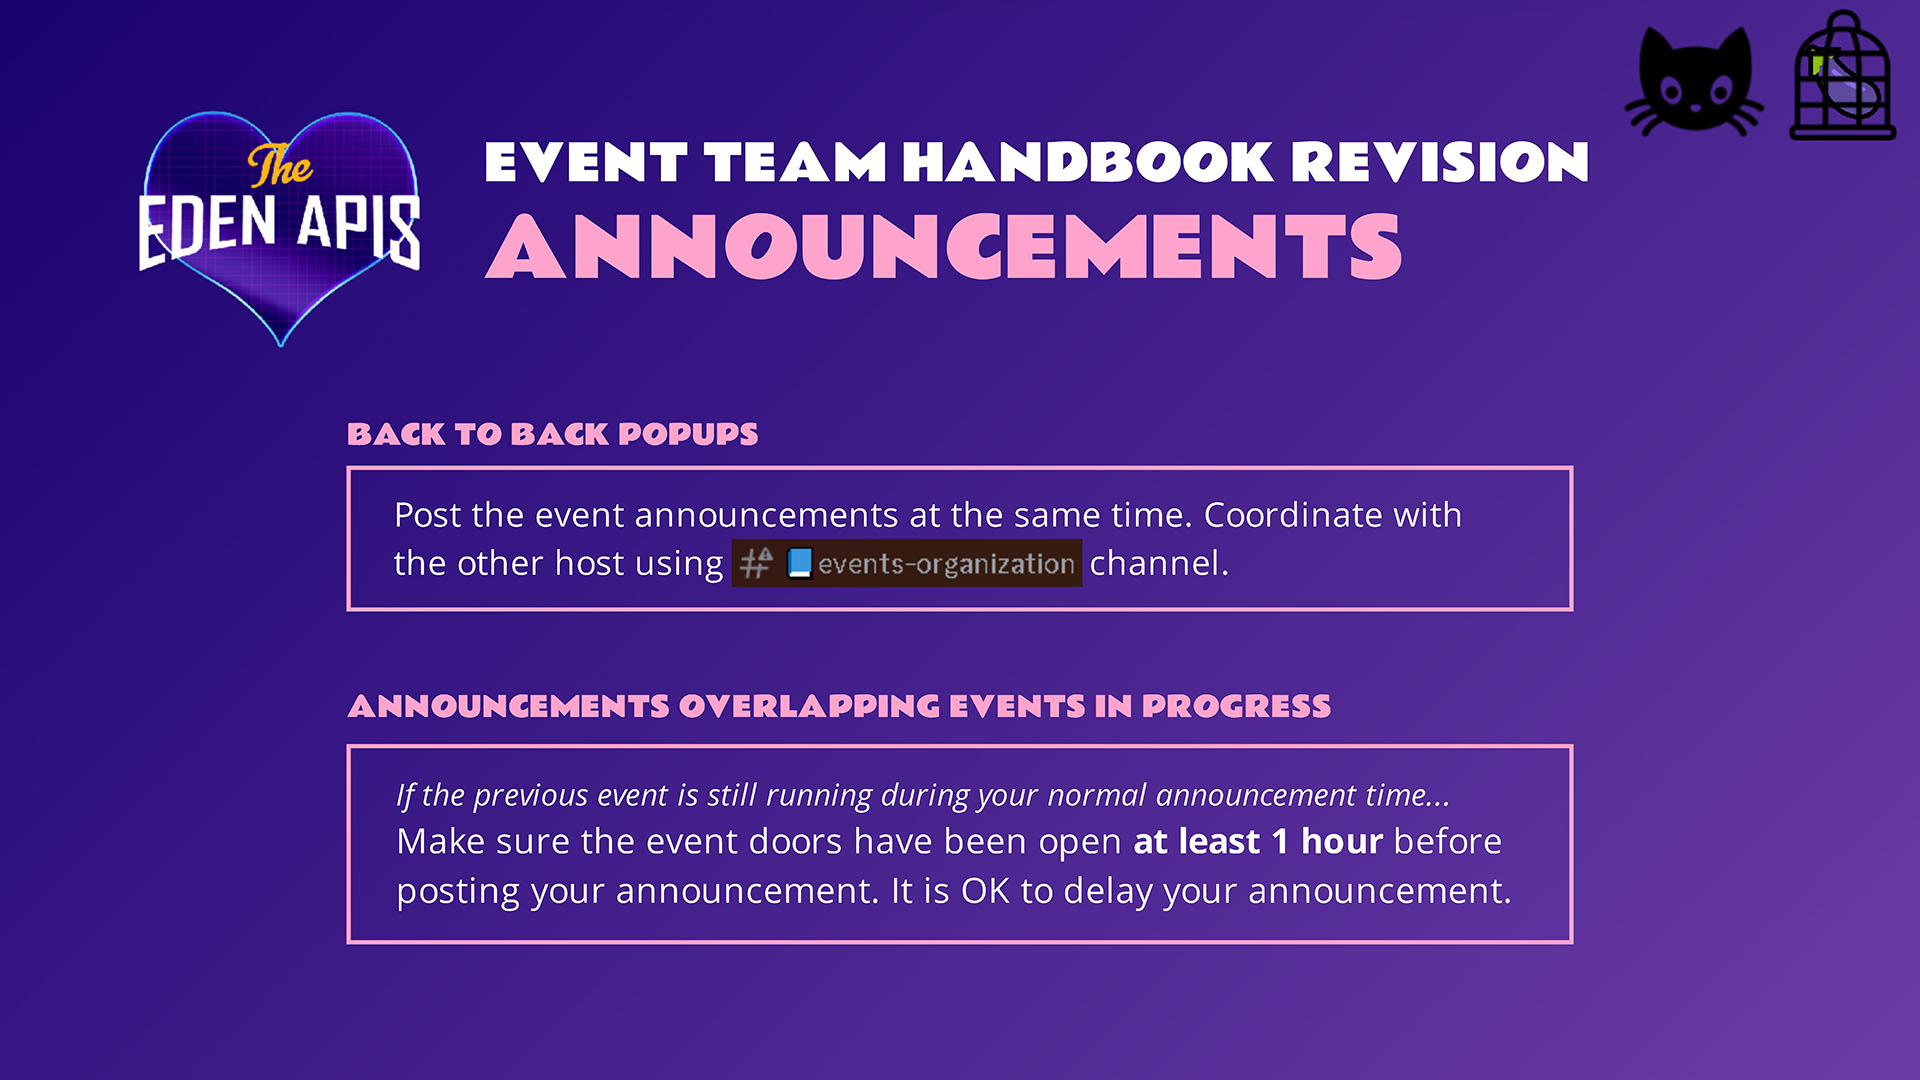 The
EDEN APIS
EVENT TEAM HANDBOOK REVISION
ANNOUNCEMENTS
BACK TO BACK POPUPS
Post the event announcements at the same time. Coordinate with
the other host using # 📘events-organization channel.
ANNOUNCEMENTS OVERLAPPING EVENTS IN PROGRESS
If the previous event is still running during your normal announcement time...
Make sure the event doors have been open at least 1 hour before
posting your announcement. It is OK to delay your announcement.